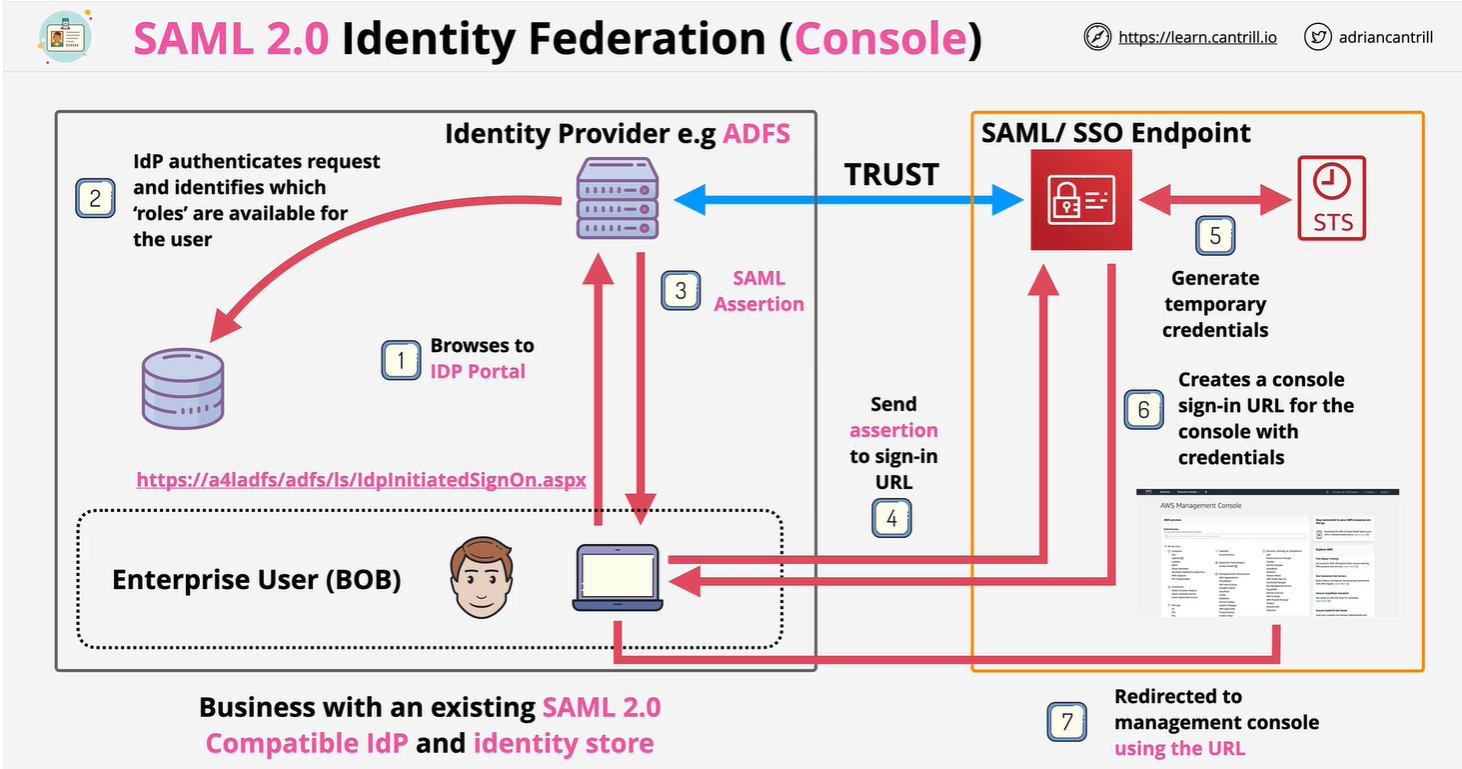 SAML 2.0 Identity Federation (Console)
https://learn.cantrill.io
adriancantrill
Identity Provider e.g ADFS
2
IdP authenticates request
and identifies which
‘roles’ are available for
the user
3
SAML
Assertion
1
Browses to
IDP Portal
https://a4ladfs/adfs/ls/IdpInitiatedSignOn.aspx
Enterprise User (BOB)
Business with an existing SAML 2.0
Compatible IdP and identity store
TRUST
Send
assertion
to sign-in
URL
4
SAML/ SSO Endpoint
STS
5
Generate
temporary
credentials
6
Creates a console
sign-in URL for the
console with
credentials
AWS Management Console
7
Redirected to
management console
using the URL